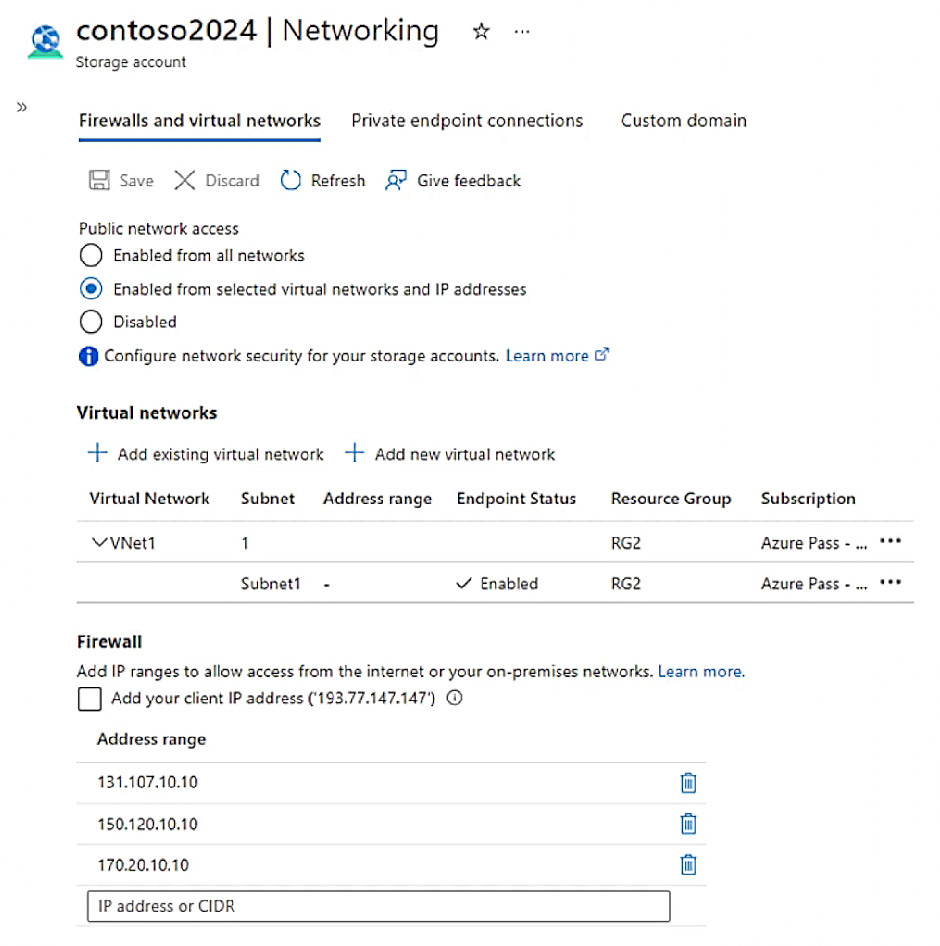 contoso2024 | Networking
Storage account
Firewalls and virtual networks Private endpoint connections Custom domain
Save Discard Refresh Give feedback
Public network access
Enabled from all networks
Enabled from selected virtual networks and IP addresses
Disabled
Configure network security for your storage accounts. Learn more
Virtual networks
Add existing virtual network Add new virtual network
Virtual Network Subnet Address range Endpoint Status Resource Group Subscription
VNet1 1 RG2 Azure Pass - ...
Subnet1 - Enabled RG2 Azure Pass - ...
Firewall
Add IP ranges to allow access from the internet or your on-premises networks. Learn more.
Add your client IP address ('193.77.147.147')
Address range
131.107.10.10
150.120.10.10
170.20.10.10
IP address or CIDR